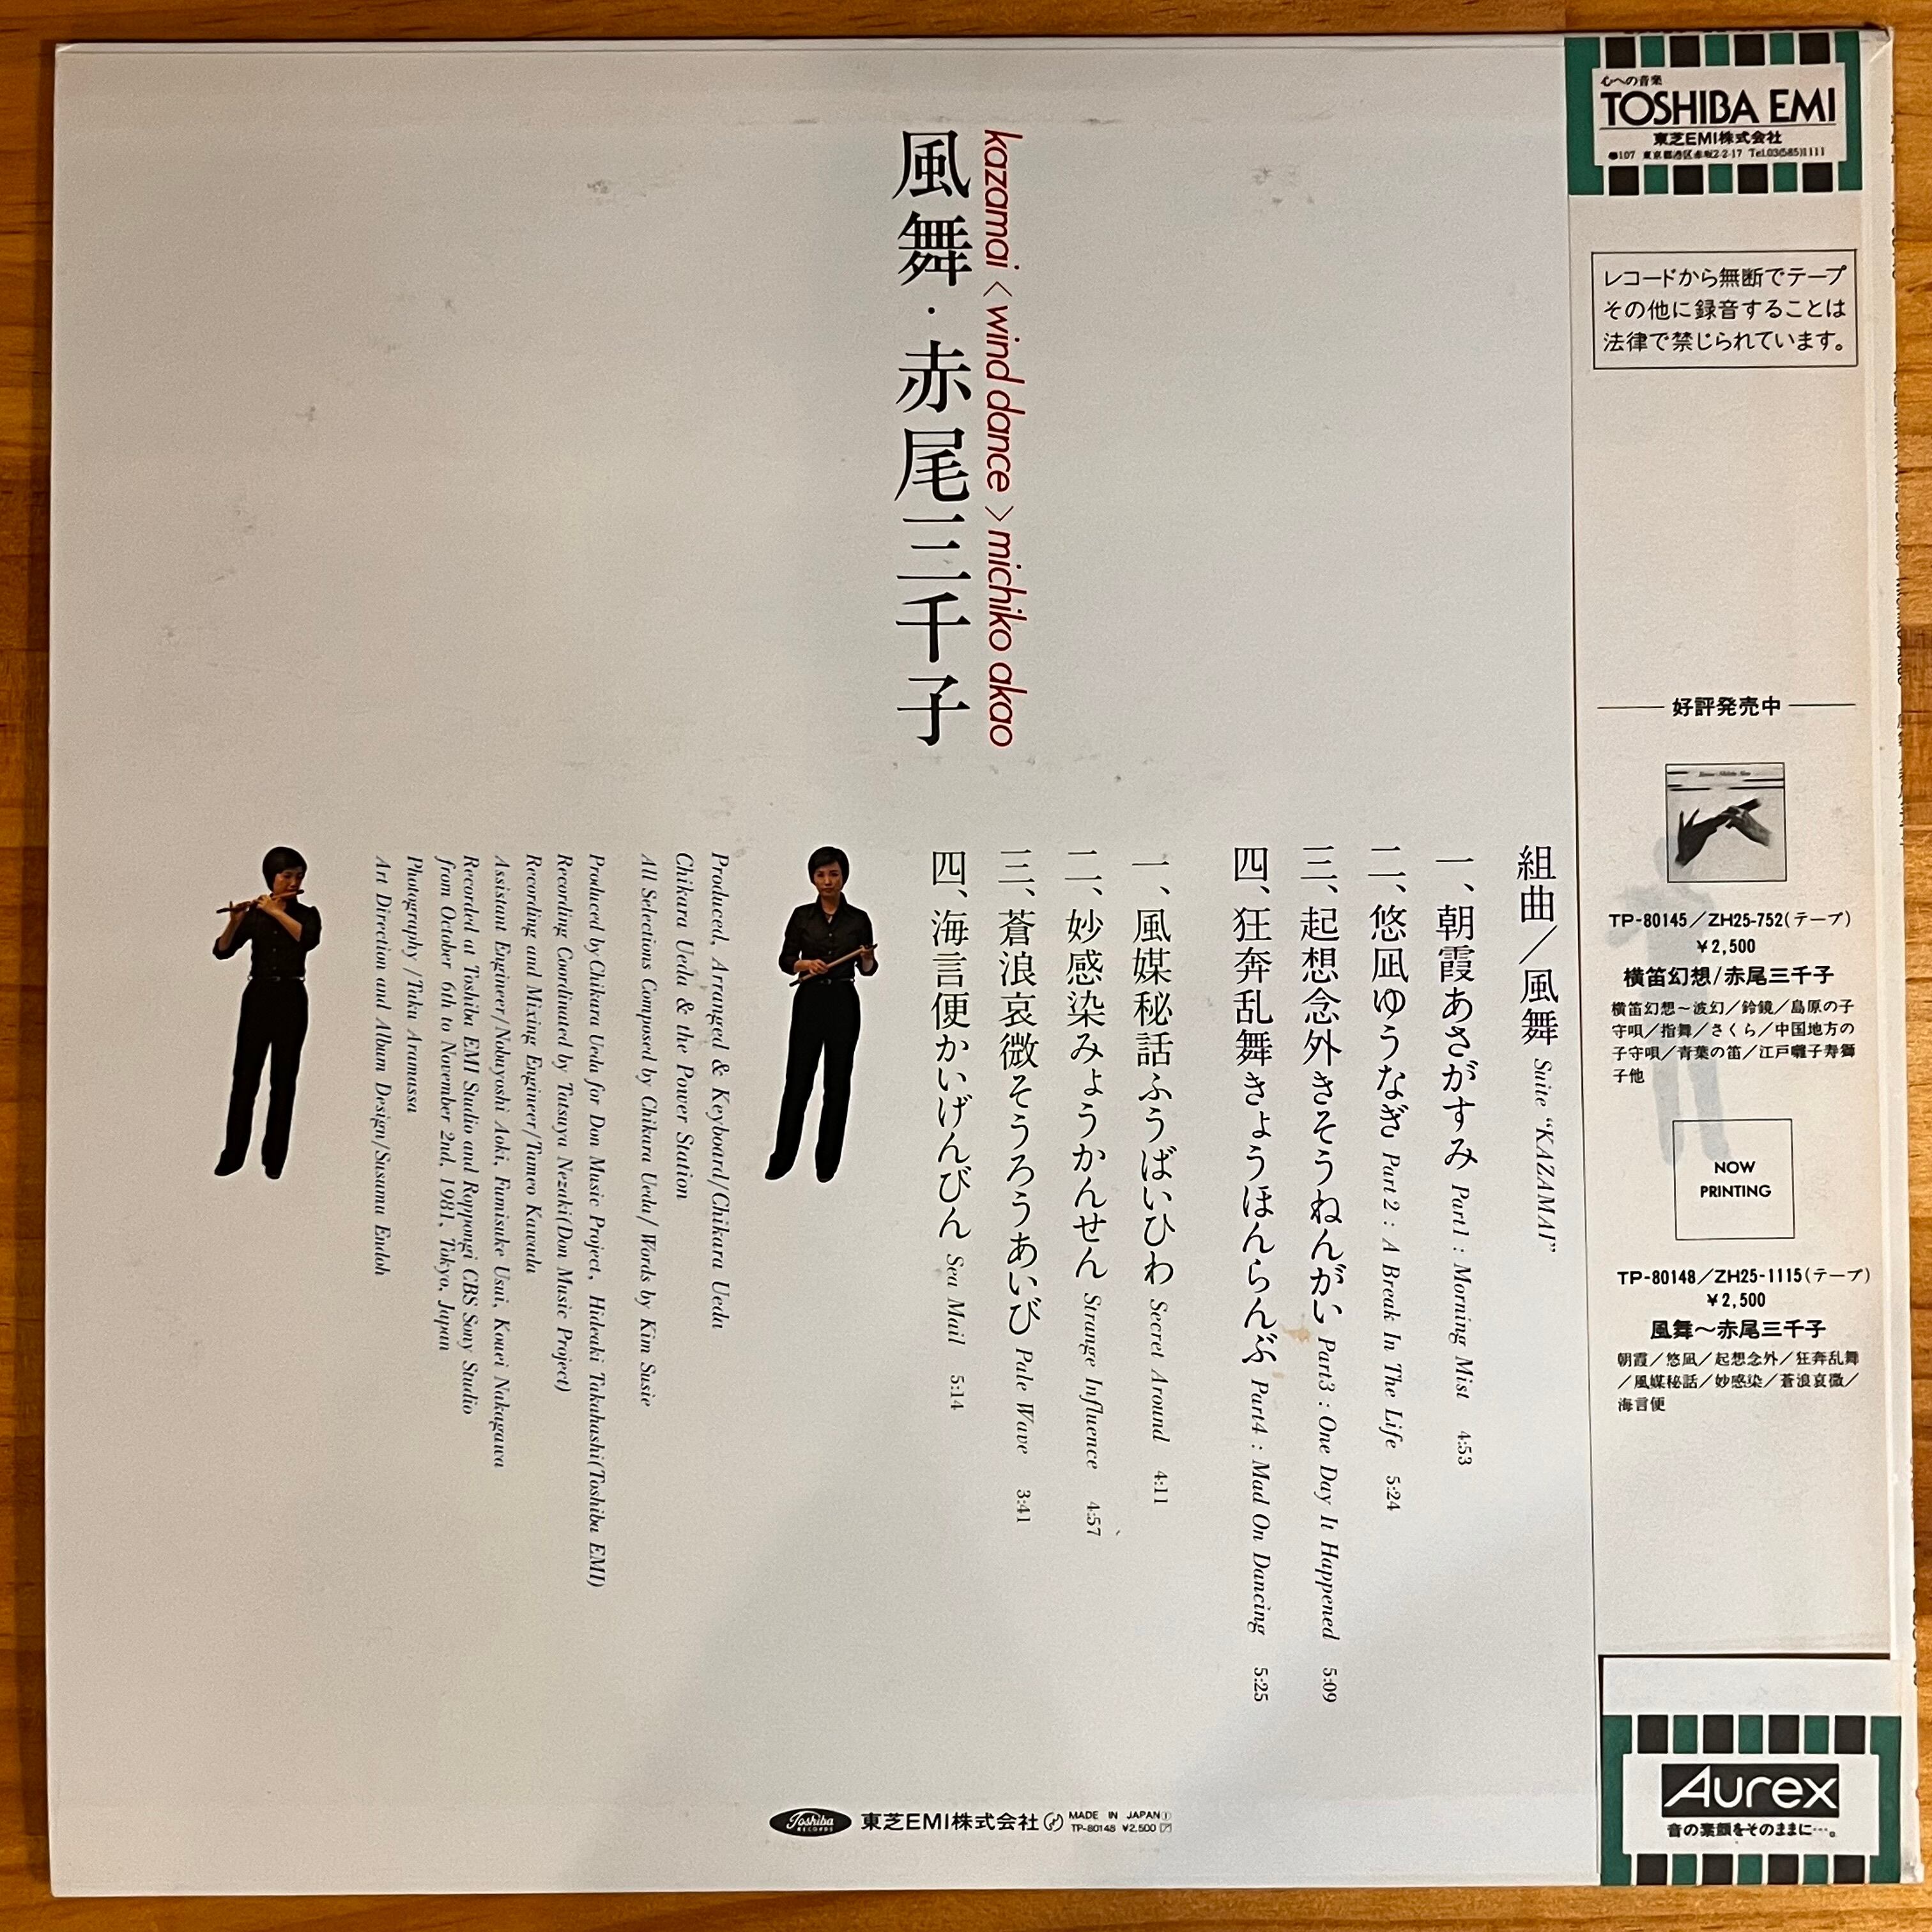 kazamai 〈wind dance〉michiko akao
風舞・赤尾三千子
組曲／風舞 Suite “KAZAMAI”
一、朝霞あさがすみ Part1 : Morning Mist 4:53
二、悠凪ゆうなぎ Part2 : A Break In The Life 5:24
三、起想念外きそうねんがい Part3 : One Day It Happened 5:09
四、狂奔乱舞きょうほんらんぶ Part4 : Mad On Dancing 5:25
一、風媒秘話ふうばいひわ Secret Around 4:11
二、妙感染みょうかんせん Strange Influence 4:57
三、蒼浪哀微そうろうあいび Pale Wave 3:41
四、海言便かいげんびん Sea Mail 5:14
Produced, Arranged & Keyboard/Chikara Ueda
Chikara Ueda & the Power Station
All Selections Composed by Chikara Ueda/ Words by Kim Susie
Produced by Chikara Ueda for Don Music Project, Hideaki Takahashi(Toshiba EMI)
Recording Coordinated by Tatsuya Nezaki(Don Music Project)
Recording and Mixing Engineer/Tameo Kawada
Assistant Engineer/Nobuyoshi Aoki, Fumisuke Usui, Kouei Nakagawa
Recorded at Toshiba EMI Studio and Roppongi CBS Sony Studio
from October 6th to November 2nd, 1981, Tokyo, Japan
Photography /Taku Aramassa
Art Direction and Album Design/Susumu Endoh
Toshiba RECORDS 東芝EMI株式会社 MADE IN JAPAN
TP-80148 ¥2,500
心への音楽
TOSHIBA EMI
東芝EMI株式会社
〒107 東京都港区赤坂2-2-17 Tel.03(585)1111
レコードから無断でテープ
その他に録音することは
法律で禁じられています。
好評発売中
TP-80145／ZH25-752(テープ)
¥2,500
横笛幻想/赤尾三千子
横笛幻想〜波幻／鈴鏡／島原の子
守唄／指舞／さくら／中国地方の
子守唄／青葉の笛／江戸囃子寿獅
子他
NOW
PRINTING
TP-80148／ZH25-1115(テープ)
¥2,500
風舞〜赤尾三千子
朝霞／悠凪／起想念外／狂奔乱舞
／風媒秘話／妙感染／蒼浪哀微／
海言便
Aurex
音の素顔をそのままに…。